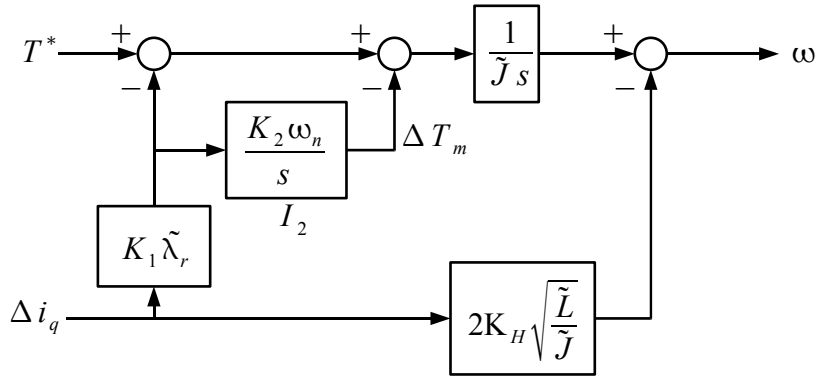 T* + − + − 1/J̃ s + − ω
K₂ωₙ/s ΔTₘ
I₂
K₁λ̃ᵣ
Δi_q 2K_H√(L̃/J̃)